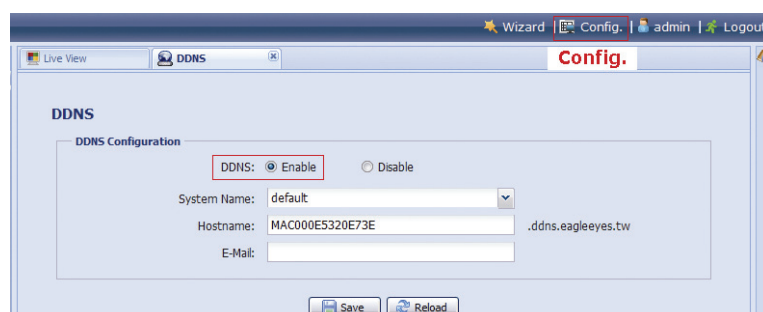 Wizard | Config. | admin | Logout
Live View DDNS
Config.
DDNS
DDNS Configuration
DDNS: Enable Disable
System Name: default
Hostname: MAC000E5320E73E .ddns.eagleeyes.tw
E-Mail:
Save Reload